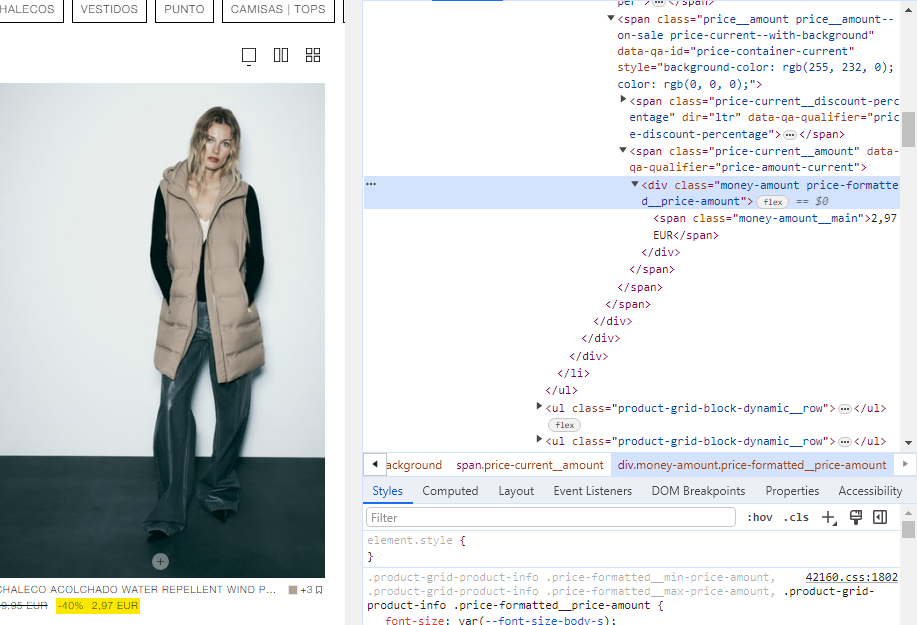 HALECOS VESTIDOS PUNTO CAMISAS | TOPS
CHALECO ACOLCHADO WATER REPELLENT WIND P... +3
9,95 EUR -40% 2,97 EUR
per"> ⋯ </span>
▼<span class="price__amount price__amount--
on-sale price-current--with-background"
data-qa-id="price-container-current"
style="background-color: rgb(255, 232, 0);
color: rgb(0, 0, 0);">
▶<span class="price-current__discount-perc
entage" dir="ltr" data-qa-qualifier="pric
e-discount-percentage"> ⋯ </span>
▼<span class="price-current__amount" data-
qa-qualifier="price-amount-current">
⋯ ▼<div class="money-amount price-formatte
d__price-amount"> flex == $0
<span class="money-amount__main">2,97
EUR</span>
</div>
</span>
</span>
</span>
</div>
</div>
</div>
</li>
</ul>
▶<ul class="product-grid-block-dynamic__row"> ⋯ </ul>
flex
▶<ul class="product-grid-block-dynamic__row"> ⋯ </ul>
ackground span.price-current__amount div.money-amount.price-formatted__price-amount
Styles Computed Layout Event Listeners DOM Breakpoints Properties Accessibility
Filter :hov .cls +
element.style {
}
.product-grid-product-info .price-formatted__min-price-amount, 42160.css:1802
.product-grid-product-info .price-formatted__max-price-amount, .product-grid-
product-info .price-formatted__price-amount {
font-size: var(--font-size-body-s);